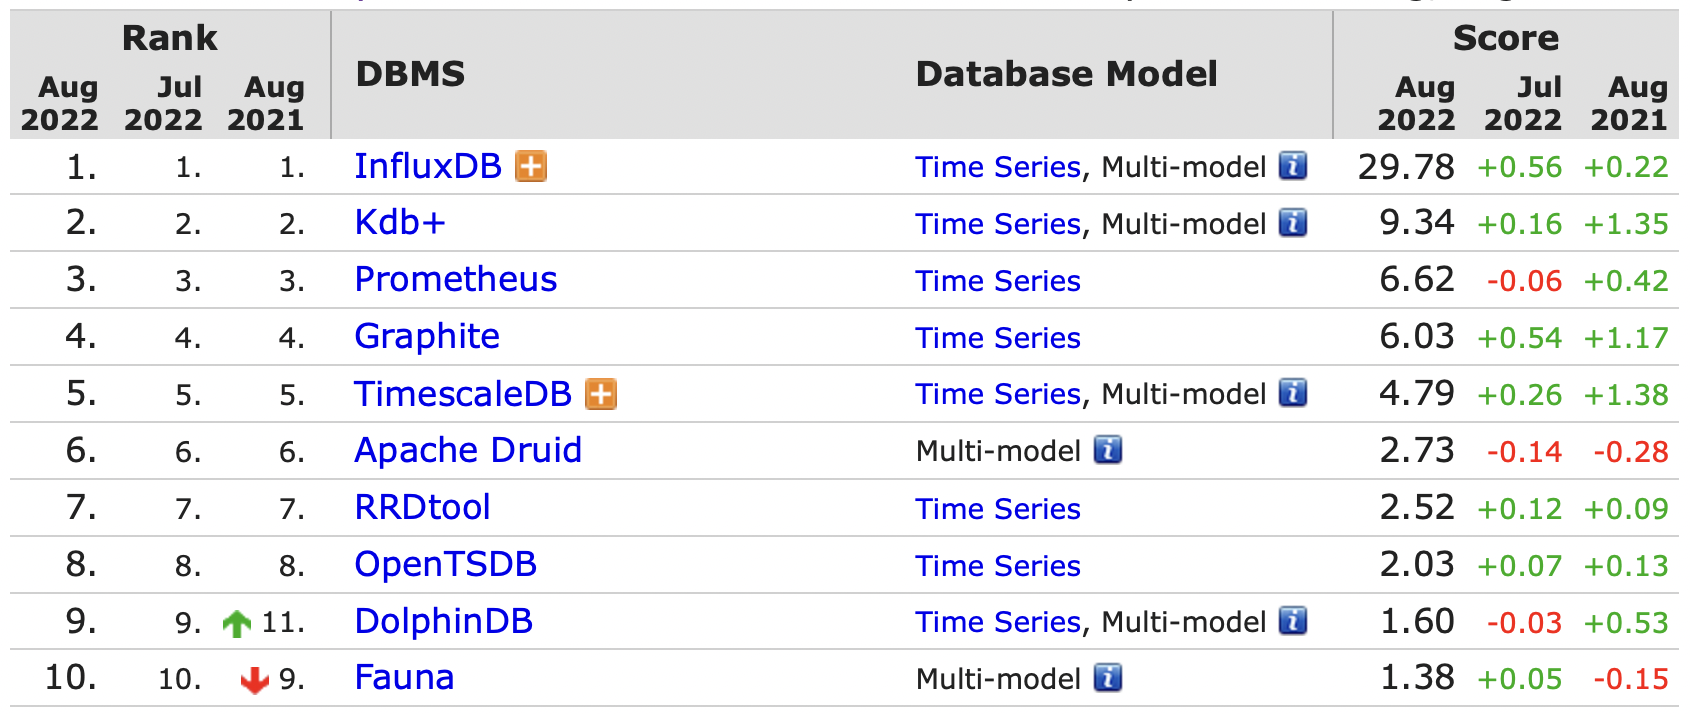 Rank DBMS Database Model Score
Aug 2022 Jul 2022 Aug 2021 Aug 2022 Jul 2022 Aug 2021
1. 1. 1. InfluxDB Time Series, Multi-model 29.78 +0.56 +0.22
2. 2. 2. Kdb+ Time Series, Multi-model 9.34 +0.16 +1.35
3. 3. 3. Prometheus Time Series 6.62 -0.06 +0.42
4. 4. 4. Graphite Time Series 6.03 +0.54 +1.17
5. 5. 5. TimescaleDB Time Series, Multi-model 4.79 +0.26 +1.38
6. 6. 6. Apache Druid Multi-model 2.73 -0.14 -0.28
7. 7. 7. RRDtool Time Series 2.52 +0.12 +0.09
8. 8. 8. OpenTSDB Time Series 2.03 +0.07 +0.13
9. 9. 11. DolphinDB Time Series, Multi-model 1.60 -0.03 +0.53
10. 10. 9. Fauna Multi-model 1.38 +0.05 -0.15